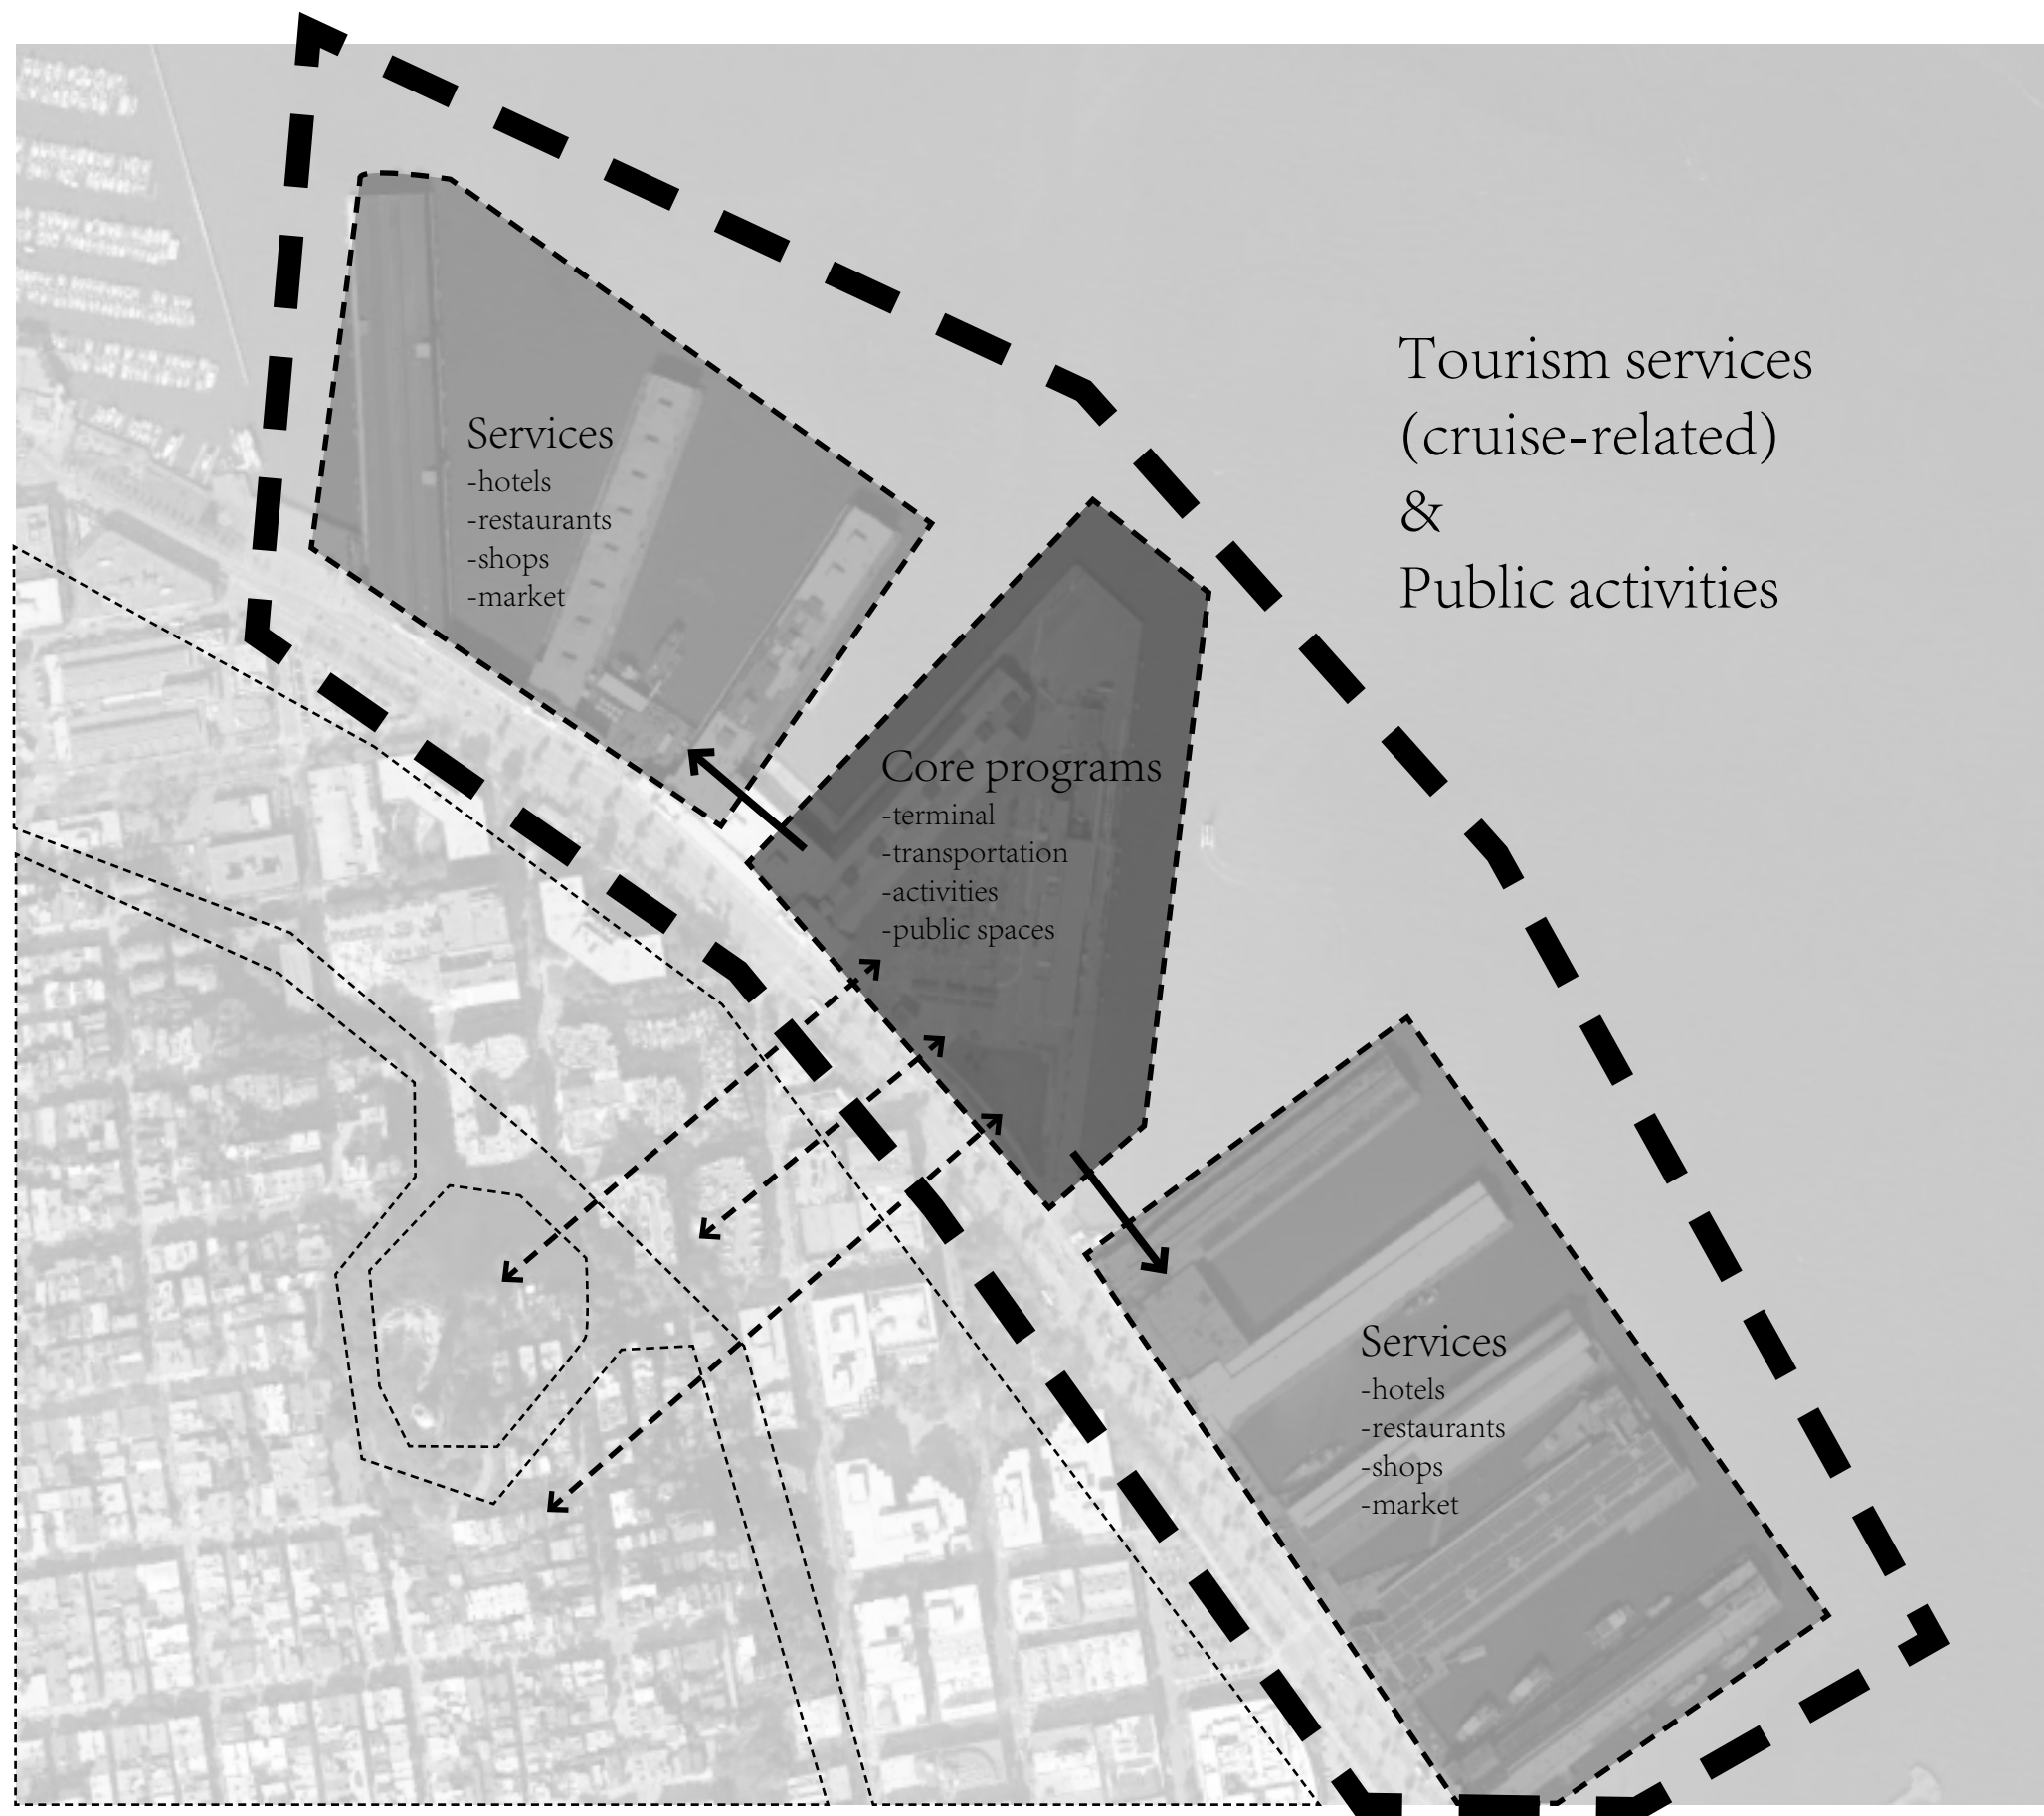 Tourism services
(cruise-related)
&
Public activities
Services
-hotels
-restaurants
-shops
-market
Core programs
-terminal
-transportation
-activities
-public spaces
Services
-hotels
-restaurants
-shops
-market